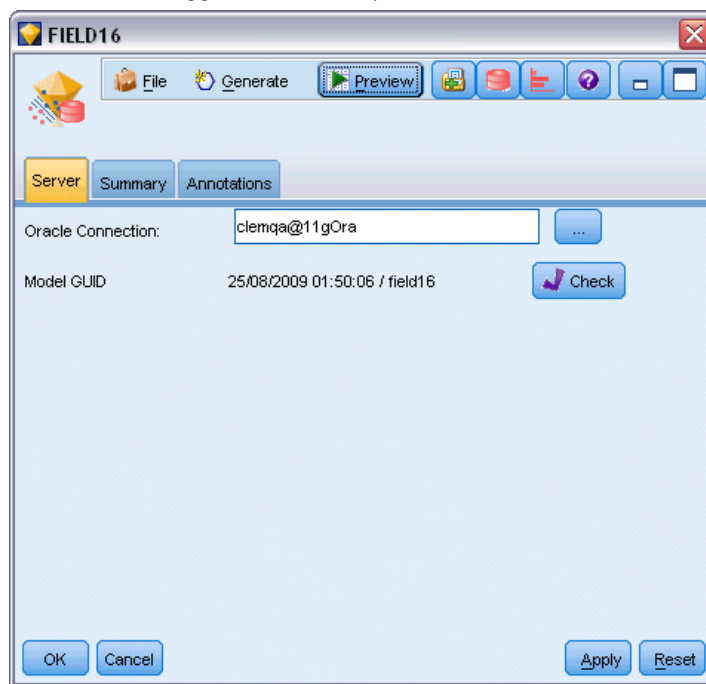 FIELD16
File Generate Preview
Server Summary Annotations
Oracle Connection: clemqa@11gOra ...
Model GUID 25/08/2009 01:50:06 / field16 Check
OK Cancel Apply Reset